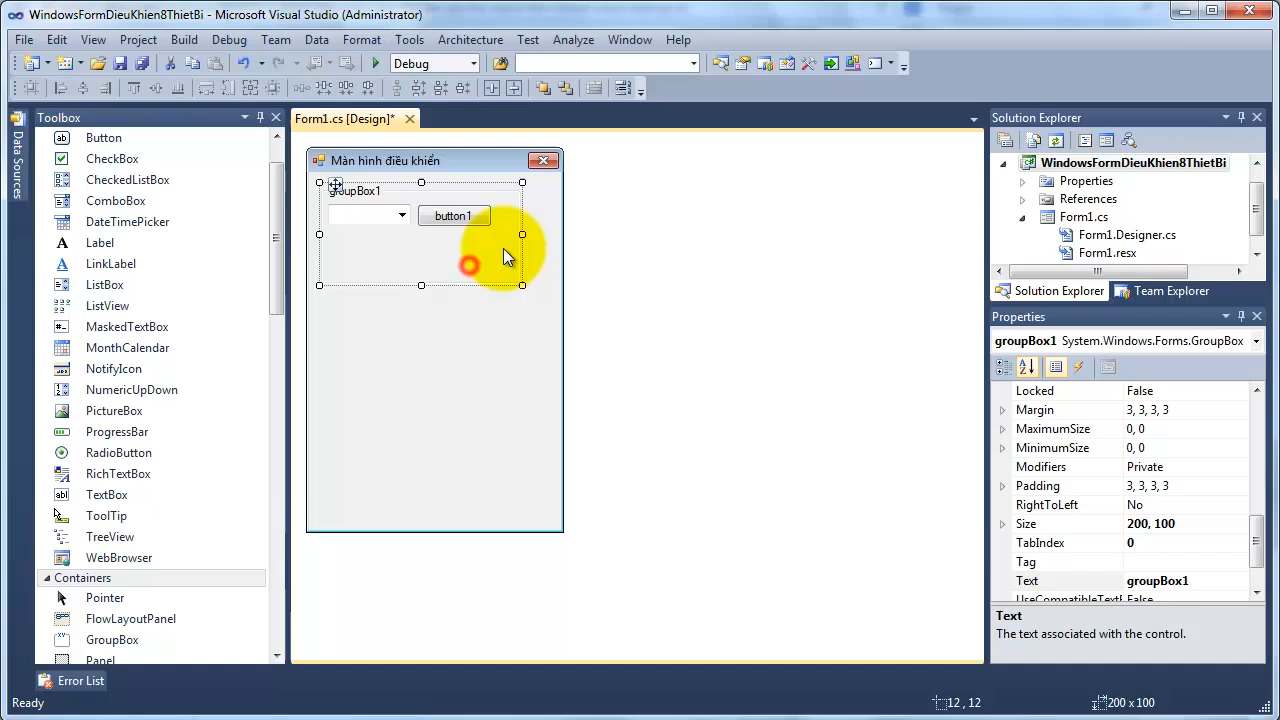 WindowsFormDieuKhien8ThietBi - Microsoft Visual Studio (Administrator)
File Edit View Project Build Debug Team Data Format Tools Architecture Test Analyze Window Help
Debug
Toolbox
Form1.cs [Design]*
Solution Explorer
Data Sources
Button
CheckBox
CheckedListBox
ComboBox
DateTimePicker
Label
LinkLabel
ListBox
ListView
MaskedTextBox
MonthCalendar
NotifyIcon
NumericUpDown
PictureBox
ProgressBar
RadioButton
RichTextBox
TextBox
ToolTip
TreeView
WebBrowser
Containers
Pointer
FlowLayoutPanel
GroupBox
Panel
Màn hình điều khiển
groupBox1
button1
WindowsFormDieuKhien8ThietBi
Properties
References
Form1.cs
Form1.Designer.cs
Form1.resx
Solution Explorer Team Explorer
Properties
groupBox1 System.Windows.Forms.GroupBox
Locked False
Margin 3, 3, 3, 3
MaximumSize 0, 0
MinimumSize 0, 0
Modifiers Private
Padding 3, 3, 3, 3
RightToLeft No
Size 200, 100
TabIndex 0
Tag
Text groupBox1
Text
The text associated with the control.
Error List
Ready 12 , 12 200 x 100